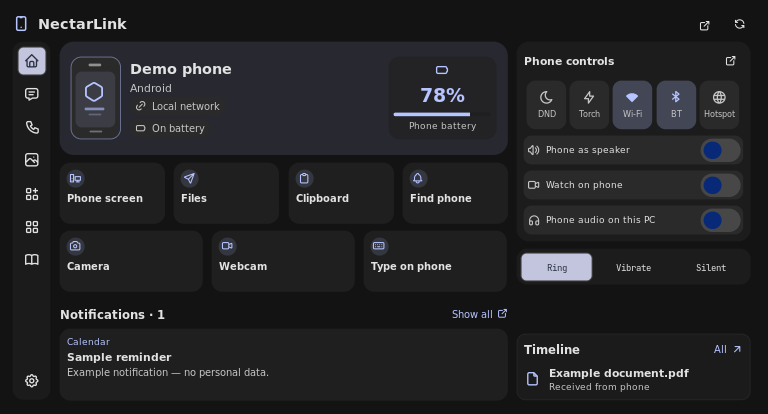 NectarLink
Demo phone
Android
Local network
On battery
78%
Phone battery
Phone screen
Files
Clipboard
Find phone
Camera
Webcam
Type on phone
Notifications · 1
Show all
Calendar
Sample reminder
Example notification — no personal data.
Phone controls
DND
Torch
Wi-Fi
BT
Hotspot
Phone as speaker
Watch on phone
Phone audio on this PC
Ring
Vibrate
Silent
Timeline
All
Example document.pdf
Received from phone